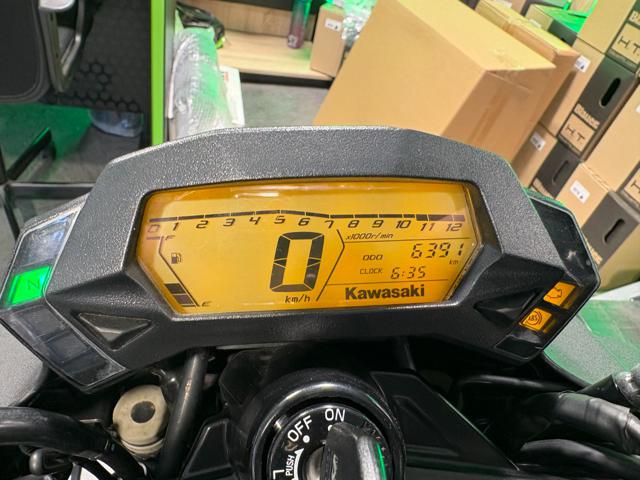 0 1 2 3 4 5 6 7 8 9 10 11 12
x1000r/min
F
ODO 6391
km
CLOCK 6:35
0
km/h
E
Kawasaki
N
ABS
OFF ON
PUSH
H.T.